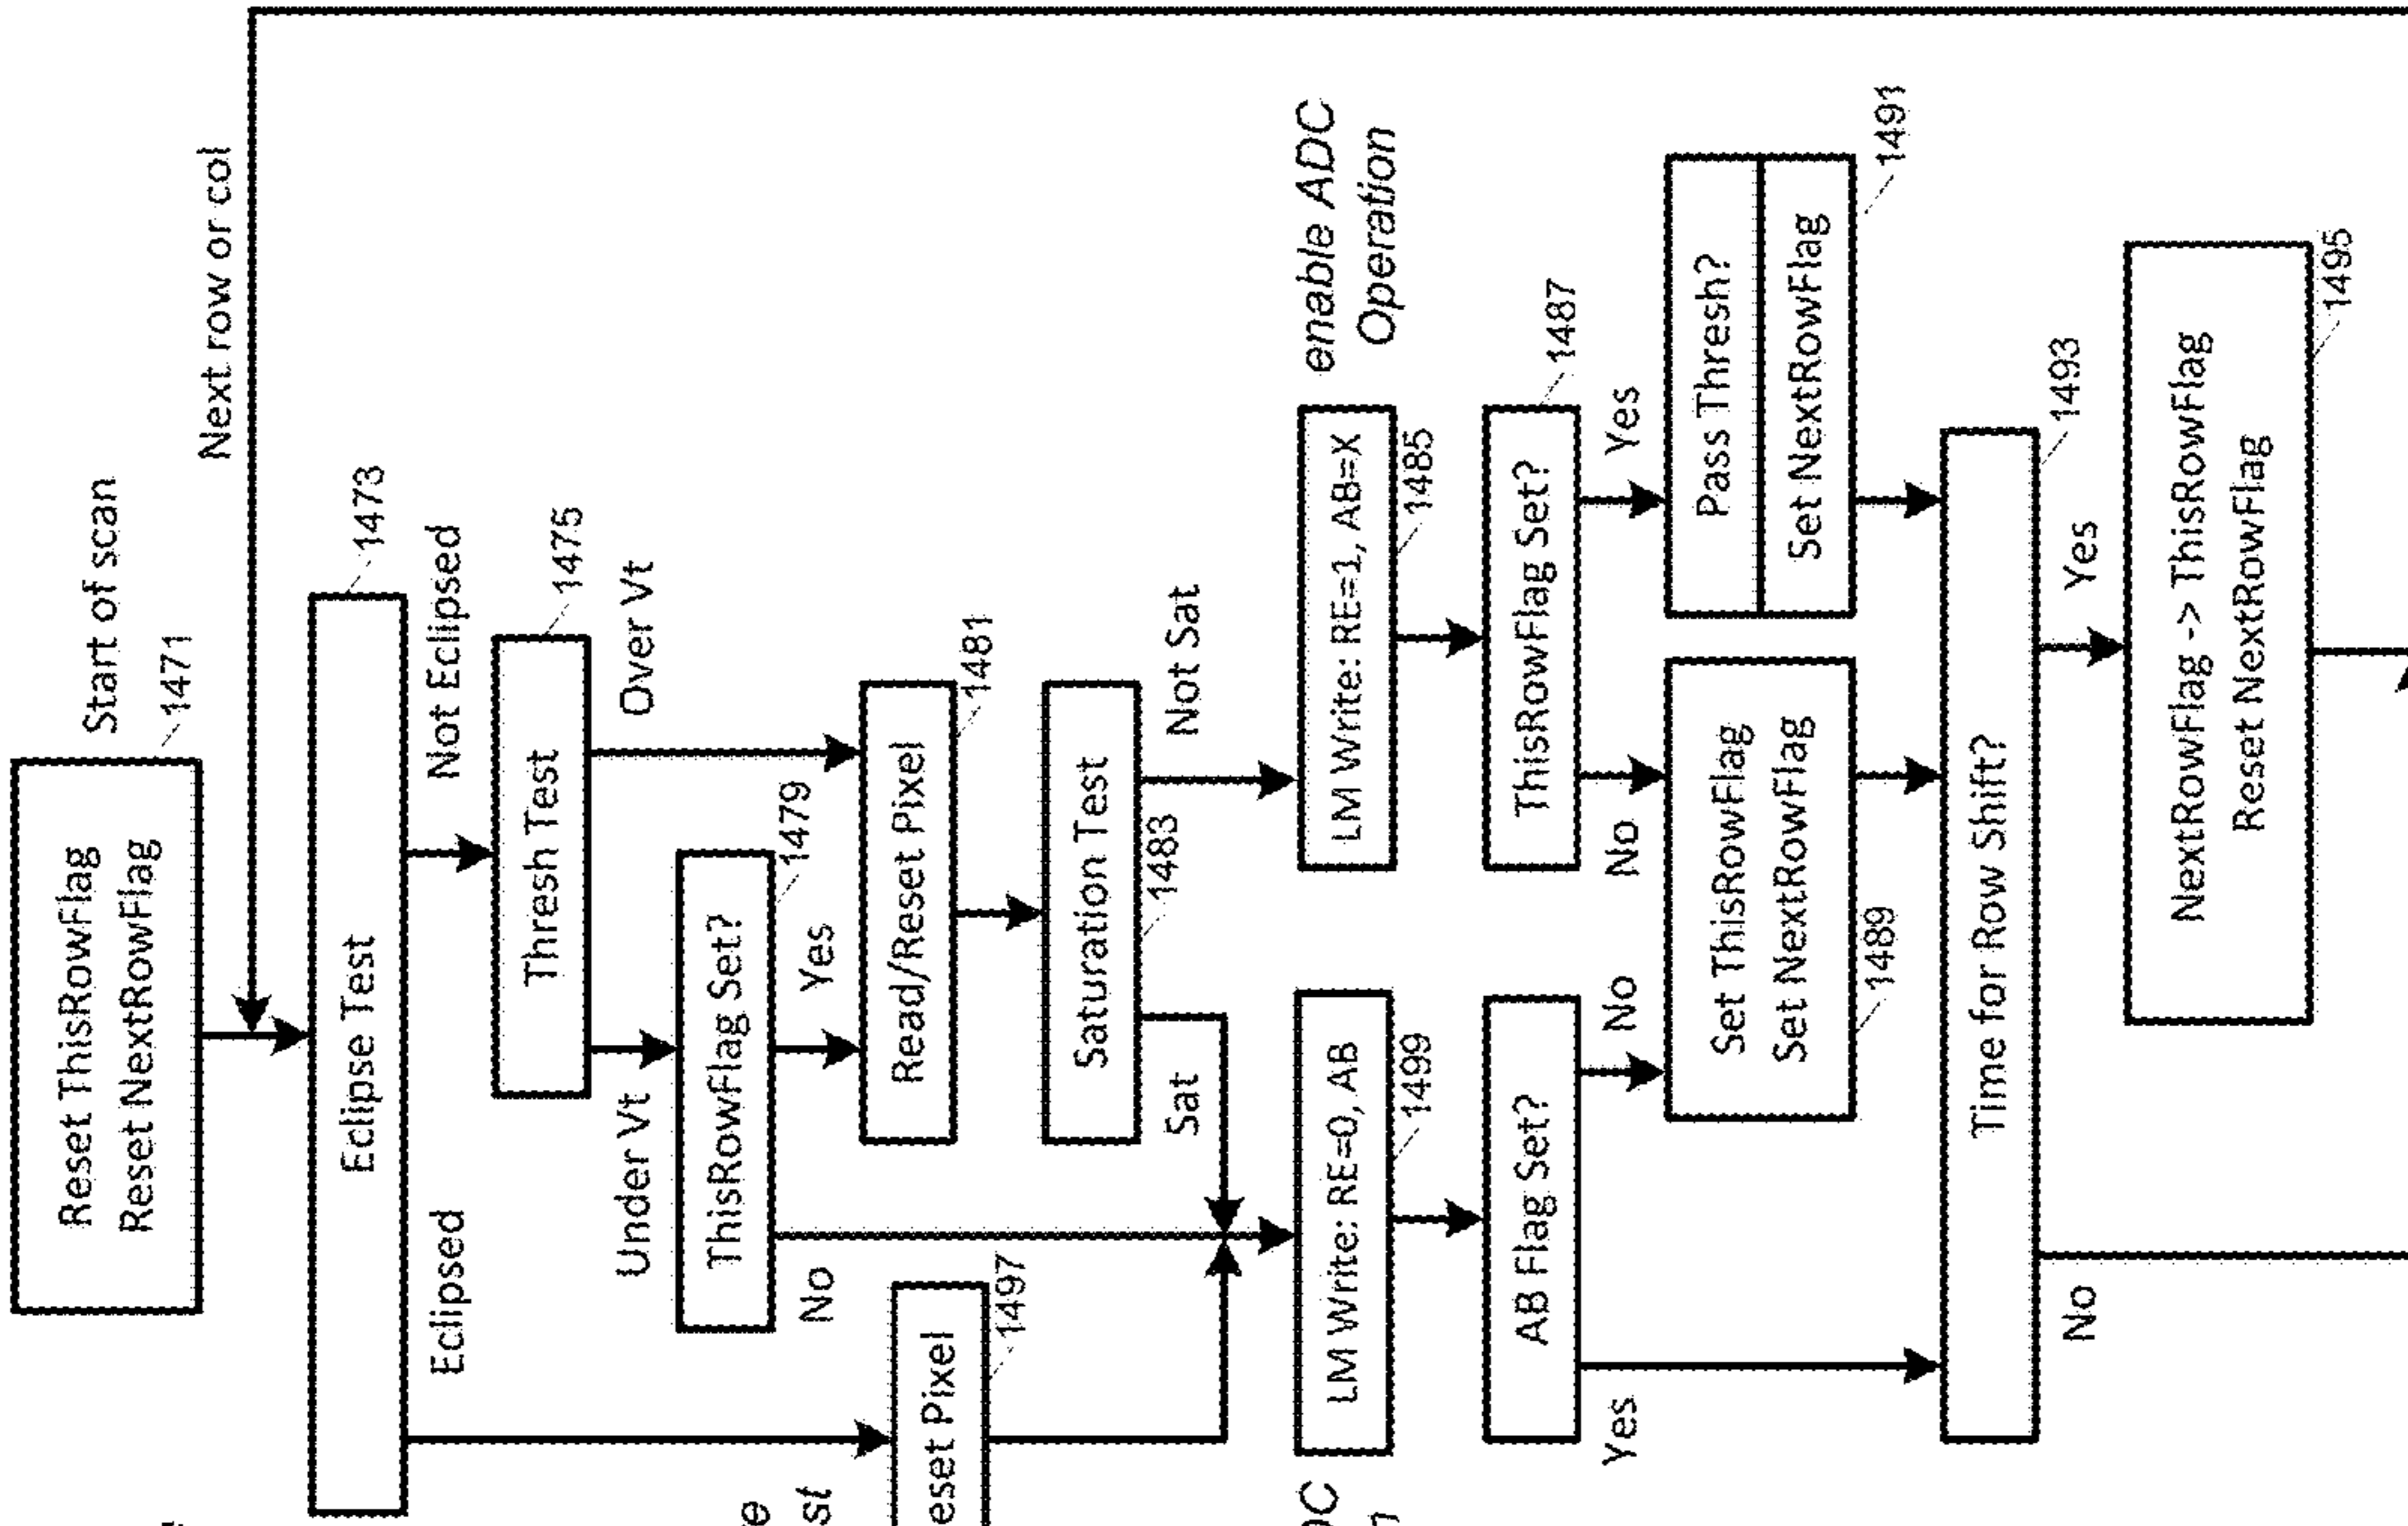 Start of scan
Reset ThisRowFlag
Reset NextRowFlag
1471
Next row or col
Eclipse Test
1473
Eclipsed
Not Eclipsed
Thresh Test
1475
Under Vt
Over Vt
ThisRowFlag Set?
1479
No
Yes
eset Pixel
1497
Read/Reset Pixel
1481
Saturation Test
1483
Sat
Not Sat
LM Write: RE=0, AB
1499
LM Write: RE=1, AB=X
1485
enable ADC
Operation
AB Flag Set?
ThisRowFlag Set?
1487
Yes
No
No
Yes
Set ThisRowFlag
Set NextRowFlag
1489
Pass Thresh?
Set NextRowFlag
1491
Time for Row Shift?
1493
No
Yes
NextRowFlag -> ThisRowFlag
Reset NextRowFlag
1495